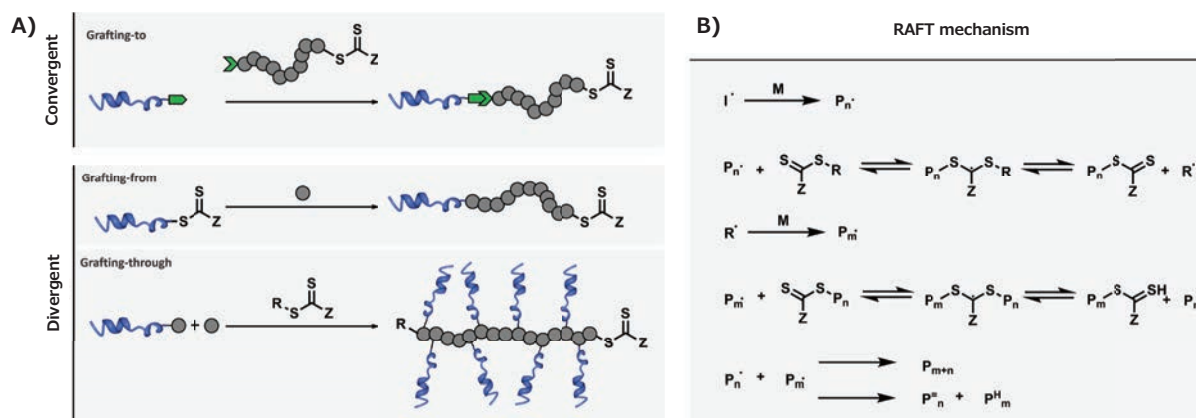 A)
Convergent
Grafting-to
S
S
Z
S
S
Z
Grafting-from
S
S
Z
S
S
Z
Divergent
Grafting-through
+
R
S
S
Z
R
S
S
Z
B)
RAFT mechanism
I˙ M Pn˙
Pn˙ + S S R Z Pn S S R Z Pn S S Z + R˙
R˙ M Pm˙
Pm˙ + S S Pn Z Pm S S Pn Z Pm S SH Z + Pn
Pn˙ + Pm˙
Pm+n
P=n + PHm